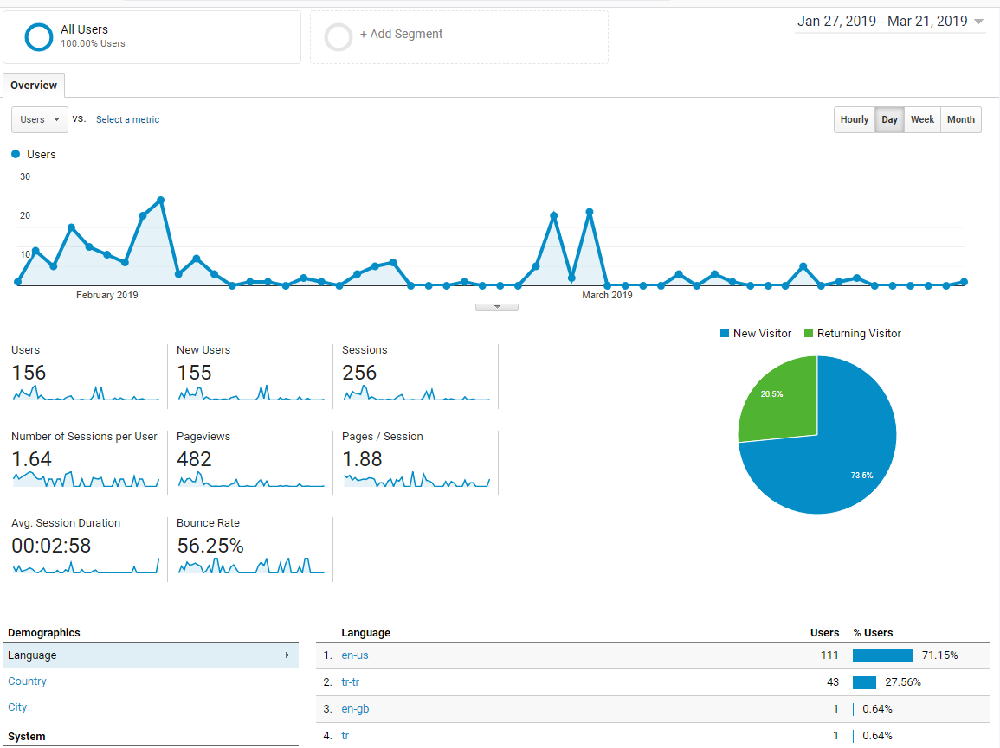 All Users
100.00% Users
+ Add Segment
Jan 27, 2019 - Mar 21, 2019
Overview
Users VS. Select a metric
Hourly Day Week Month
Users
30
20
10
February 2019 March 2019
New Visitor Returning Visitor
26.5%
73.5%
Users New Users Sessions
156 155 256
Number of Sessions per User Pageviews Pages / Session
1.64 482 1.88
Avg. Session Duration Bounce Rate
00:02:58 56.25%
Demographics
Language
Country
City
System
Language Users % Users
1. en-us 111 71.15%
2. tr-tr 43 27.56%
3. en-gb 1 0.64%
4. tr 1 0.64%